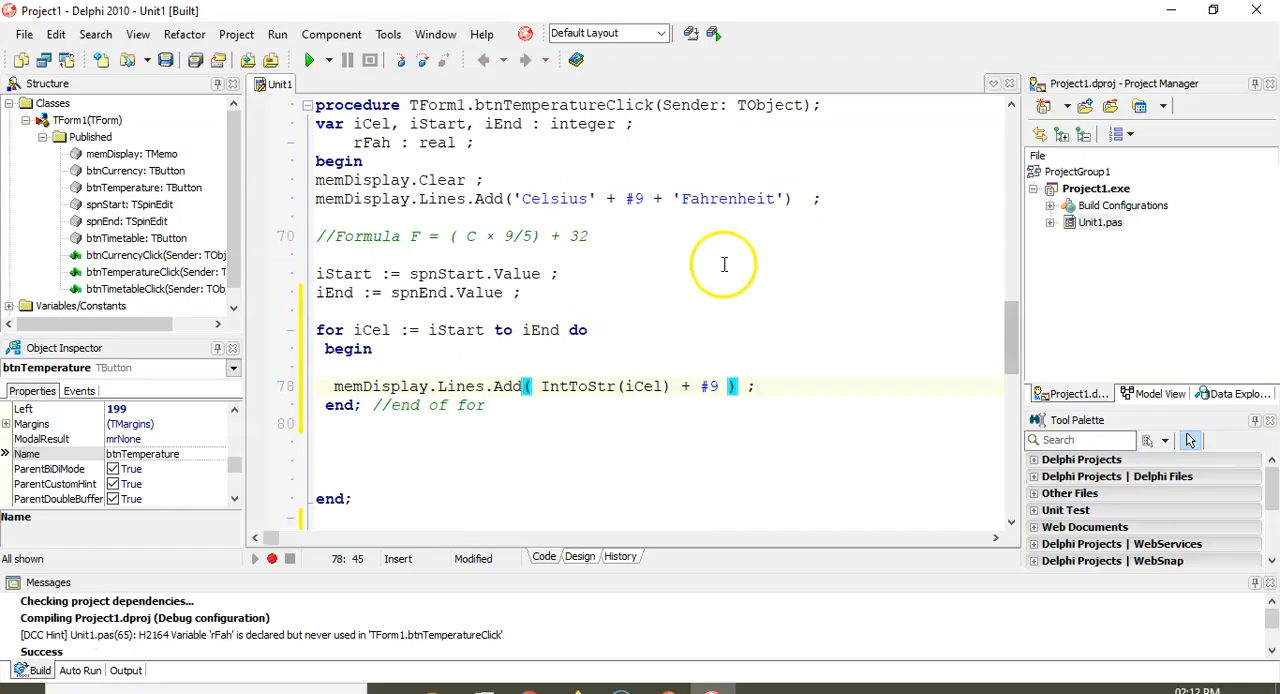 Project1 - Delphi 2010 - Unit1 [Built]
File Edit Search View Refactor Project Run Component Tools Window Help
Default Layout
Structure
Classes
TForm1(TForm)
Published
memDisplay: TMemo
btnCurrency: TButton
btnTemperature: TButton
spnStart: TSpinEdit
spnEnd: TSpinEdit
btnTimetable: TButton
btnCurrencyClick(Sender: TObj
btnTemperatureClick(Sender: T
btnTimetableClick(Sender: TOb
Variables/Constants
Object Inspector
btnTemperature TButton
Properties Events
Left 199
Margins (TMargins)
ModalResult mrNone
Name btnTemperature
ParentBiDiMode True
ParentCustomHint True
ParentDoubleBuffer True
Name
All shown
Unit1
procedure TForm1.btnTemperatureClick(Sender: TObject);
var iCel, iStart, iEnd : integer ;
rFah : real ;
begin
memDisplay.Clear ;
memDisplay.Lines.Add('Celsius' + #9 + 'Fahrenheit') ;
70 //Formula F = ( C × 9/5) + 32
iStart := spnStart.Value ;
iEnd := spnEnd.Value ;
for iCel := iStart to iEnd do
begin
78 memDisplay.Lines.Add( IntToStr(iCel) + #9 ) ;
end; //end of for
80
end;
78: 45 Insert Modified Code Design History
Project1.dproj - Project Manager
File
ProjectGroup1
Project1.exe
Build Configurations
Unit1.pas
Project1.d... Model View Data Explo...
Tool Palette
Search
Delphi Projects
Delphi Projects | Delphi Files
Other Files
Unit Test
Web Documents
Delphi Projects | WebServices
Delphi Projects | WebSnap
Messages
Checking project dependencies...
Compiling Project1.dproj (Debug configuration)
[DCC Hint] Unit1.pas(65): H2164 Variable 'rFah' is declared but never used in 'TForm1.btnTemperatureClick'
Success
Build Auto Run Output
02:12 PM